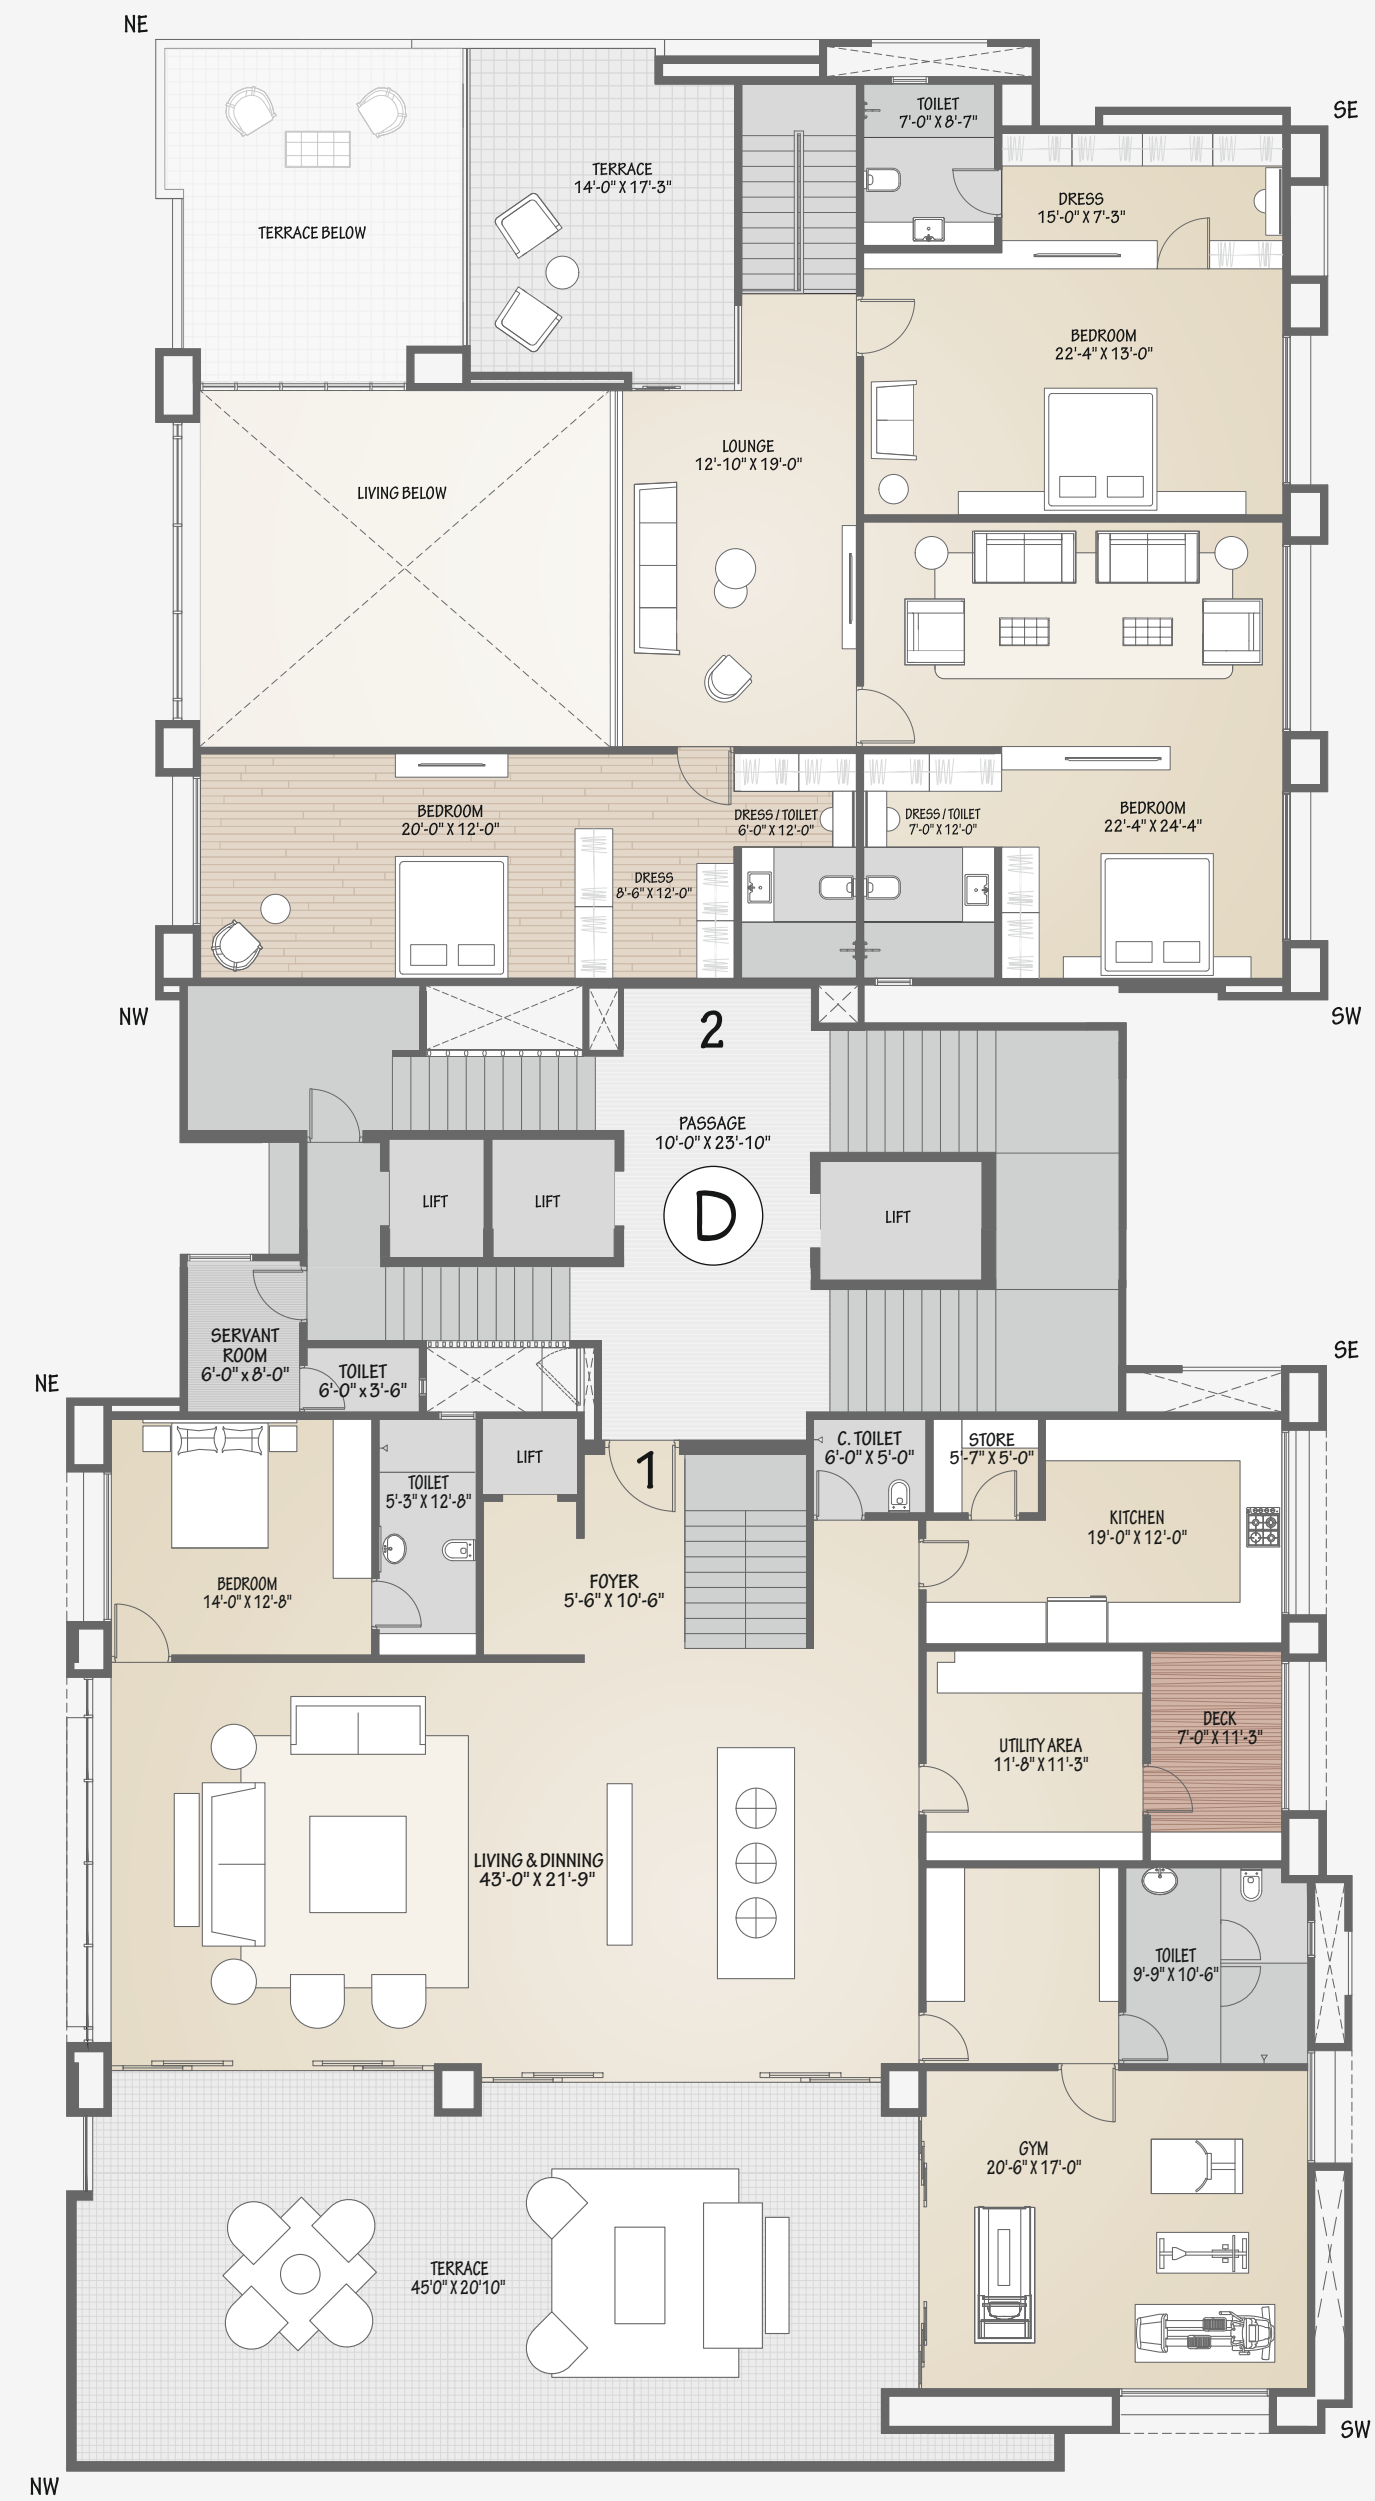 NE
SE
TOILET
7'-0" X 8'-7"
TERRACE
14'-0" X 17'-3"
DRESS
15'-0" X 7'-3"
TERRACE BELOW
BEDROOM
22'-4" X 13'-0"
LOUNGE
12'-10" X 19'-0"
LIVING BELOW
BEDROOM
20'-0" X 12'-0"
DRESS / TOILET
6'-0" X 12'-0"
DRESS / TOILET
7'-0" X 12'-0"
BEDROOM
22'-4" X 24'-4"
DRESS
8'-6" X 12'-0"
NW
SW
2
PASSAGE
10'-0" X 23'-10"
LIFT
LIFT
D
LIFT
SERVANT
ROOM
6'-0" x 8'-0"
TOILET
6'-0" x 3'-6"
NE
SE
LIFT
1
C. TOILET
6'-0" X 5'-0"
STORE
5'-7" X 5'-0"
TOILET
5'-3" X 12'-8"
KITCHEN
19'-0" X 12'-0"
BEDROOM
14'-0" X 12'-8"
FOYER
5'-6" X 10'-6"
DECK
7'-0" X 11'-3"
UTILITY AREA
11'-8" X 11'-3"
LIVING & DINNING
43'-0" X 21'-9"
TOILET
9'-9" X 10'-6"
GYM
20'-6" X 17'-0"
TERRACE
45'0" X 20'10"
SW
NW